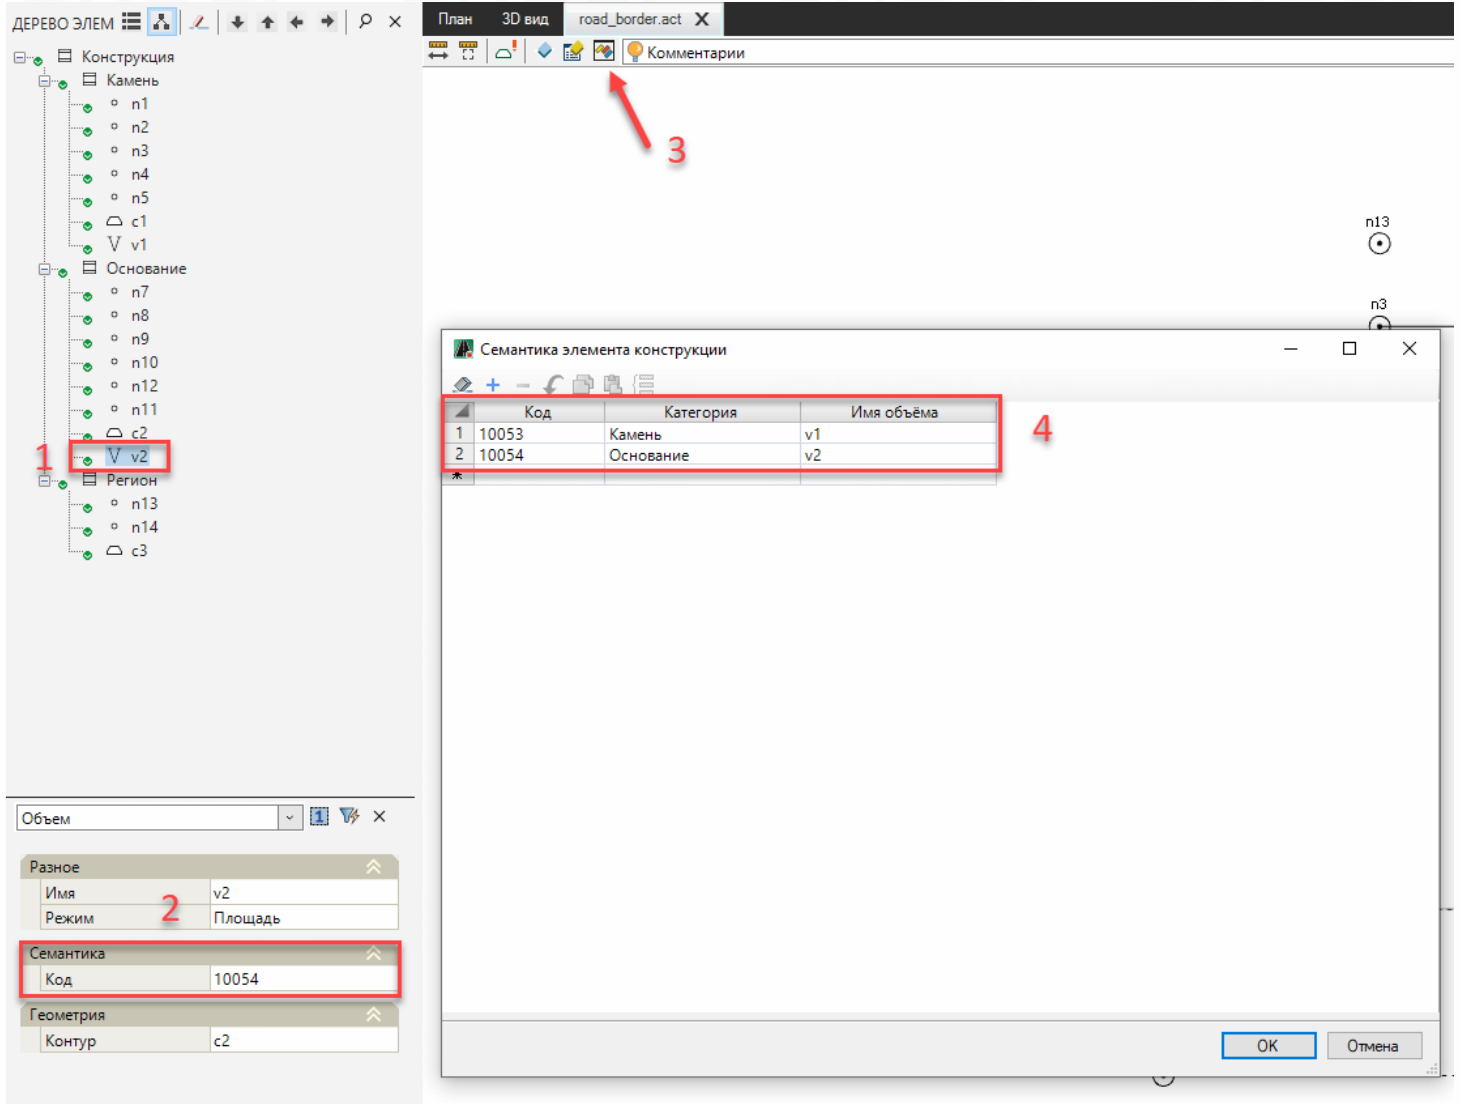 ДЕРЕВО ЭЛЕМ
Конструкция
Камень
n1
n2
n3
n4
n5
c1
V v1
Основание
n7
n8
n9
n10
n12
n11
c2
1
V v2
Регион
n13
n14
c3
Объем
1
Разное
Имя v2
Режим Площадь
2
Семантика
Код 10054
Геометрия
Контур c2
План 3D вид road_border.act X
Комментарии
3
n13
n3
Семантика элемента конструкции
Код Категория Имя объёма
1 10053 Камень v1
2 10054 Основание v2
*
4
OK Отмена